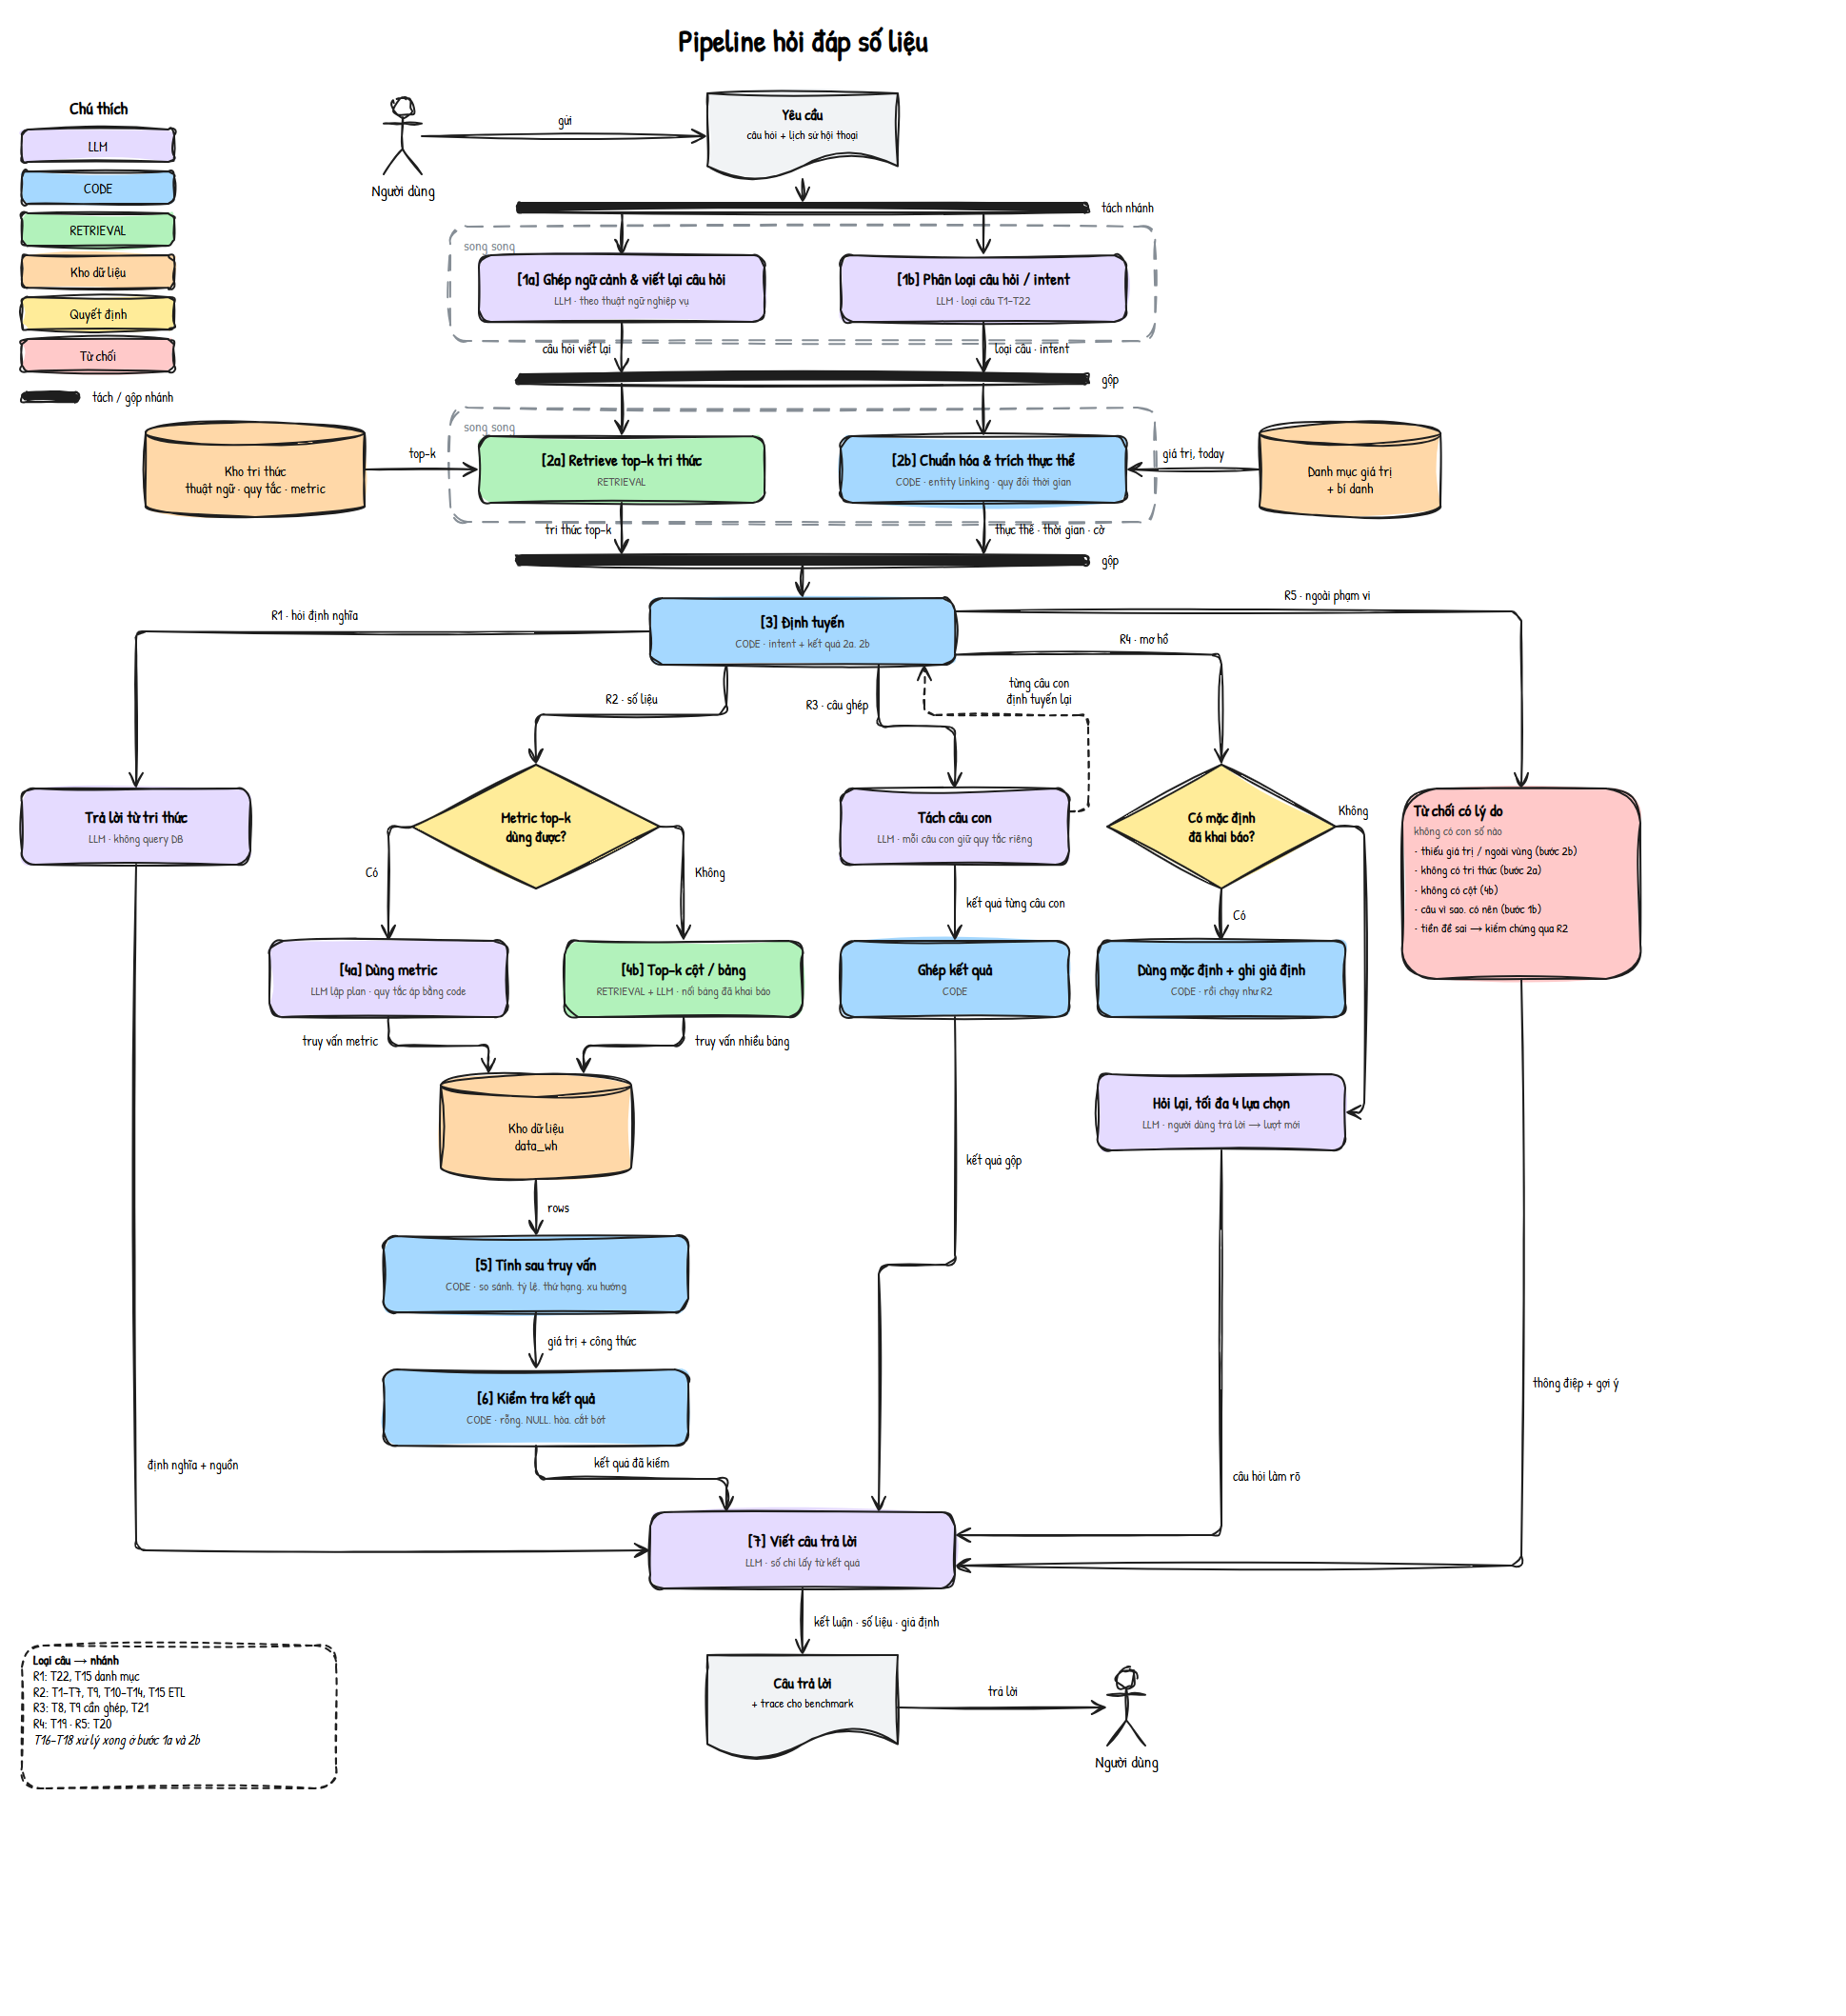 Pipeline hỏi đáp số liệu
Chú thích
LLM
CODE
RETRIEVAL
Kho dữ liệu
Quyết định
Từ chối
tách / gộp nhánh
Người dùng
gửi
Yêu cầu
câu hỏi + lịch sử hội thoại
tách nhánh
song song
[1a] Ghép ngữ cảnh & viết lại câu hỏi
LLM · theo thuật ngữ nghiệp vụ
[1b] Phân loại câu hỏi / intent
LLM · loại câu T1-T22
câu hỏi viết lại
loại câu · intent
gộp
Kho tri thức
thuật ngữ · quy tắc · metric
top-k
song song
[2a] Retrieve top-k tri thức
RETRIEVAL
[2b] Chuẩn hóa & trích thực thể
CODE · entity linking · quy đổi thời gian
giá trị, today
Danh mục giá trị
+ bí danh
tri thức top-k
thực thể · thời gian · cờ
gộp
[3] Định tuyến
CODE · intent + kết quả 2a, 2b
R1 · hỏi định nghĩa
R5 · ngoài phạm vi
R4 · mơ hồ
R2 · số liệu
R3 · câu ghép
từng câu con
định tuyến lại
Trả lời từ tri thức
LLM · không query DB
Metric top-k
dùng được?
Tách câu con
LLM · mỗi câu con giữ quy tắc riêng
Có mặc định
đã khai báo?
Không
Từ chối có lý do
không có con số nào
· thiếu giá trị / ngoài vùng (bước 2b)
· không có tri thức (bước 2a)
· không có cột (4b)
· câu vì sao, có nên (bước 1b)
· tiền đề sai → kiểm chứng qua R2
Có
Không
kết quả từng câu con
Có
[4a] Dùng metric
LLM lập plan · quy tắc áp bằng code
[4b] Top-k cột / bảng
RETRIEVAL + LLM · nối bảng đã khai báo
Ghép kết quả
CODE
Dùng mặc định + ghi giả định
CODE · rồi chạy như R2
truy vấn metric
truy vấn nhiều bảng
Kho dữ liệu
data_wh
Hỏi lại, tối đa 4 lựa chọn
LLM · người dùng trả lời → lượt mới
kết quả gộp
rows
[5] Tính sau truy vấn
CODE · so sánh, tỷ lệ, thứ hạng, xu hướng
giá trị + công thức
[6] Kiểm tra kết quả
CODE · rỗng, NULL, hòa, cắt bớt
thông điệp + gợi ý
định nghĩa + nguồn
kết quả đã kiểm
câu hỏi làm rõ
[7] Viết câu trả lời
LLM · số chỉ lấy từ kết quả
kết luận · số liệu · giả định
Loại câu → nhánh
R1: T22, T15 danh mục
R2: T1-T7, T9, T10-T14, T15 ETL
R3: T8, T9 cần ghép, T21
R4: T19 · R5: T20
T16-T18 xử lý xong ở bước 1a và 2b
Câu trả lời
+ trace cho benchmark
trả lời
Người dùng